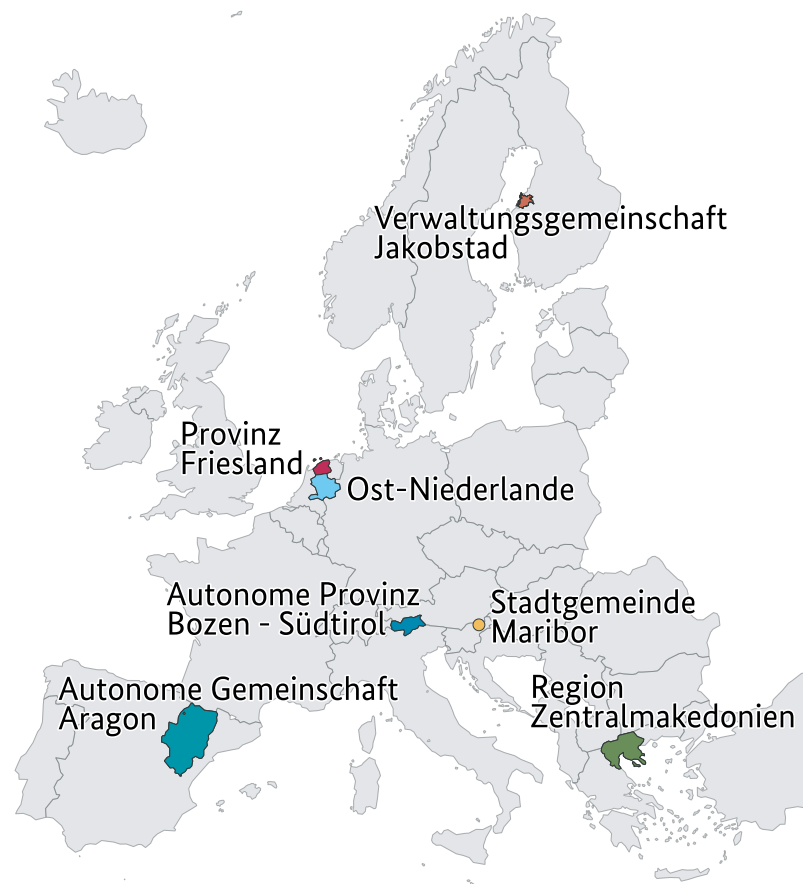 Verwaltungsgemeinschaft
Jakobstad
Provinz
Friesland
Ost-Niederlande
Autonome Provinz
Bozen - Südtirol
Stadtgemeinde
Maribor
Autonome Gemeinschaft
Aragon
Region
Zentralmakedonien